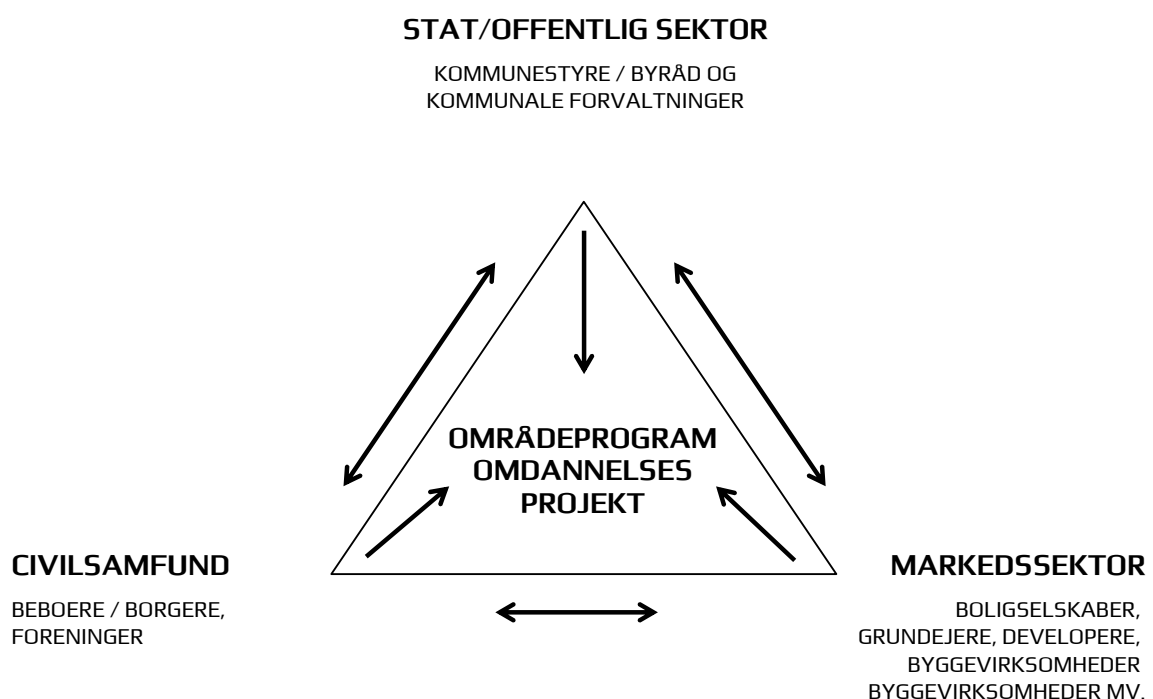 STAT/OFFENTLIG SEKTOR
KOMMUNESTYRE / BYRÅD OG
KOMMUNALE FORVALTNINGER
OMRÅDEPROGRAM
OMDANNELSES
PROJEKT
CIVILSAMFUND
BEBOERE / BORGERE,
FORENINGER
MARKEDSSEKTOR
BOLIGSELSKABER,
GRUNDEJERE, DEVELOPERE,
BYGGEVIRKSOMHEDER
BYGGEVIRKSOMHEDER MV.